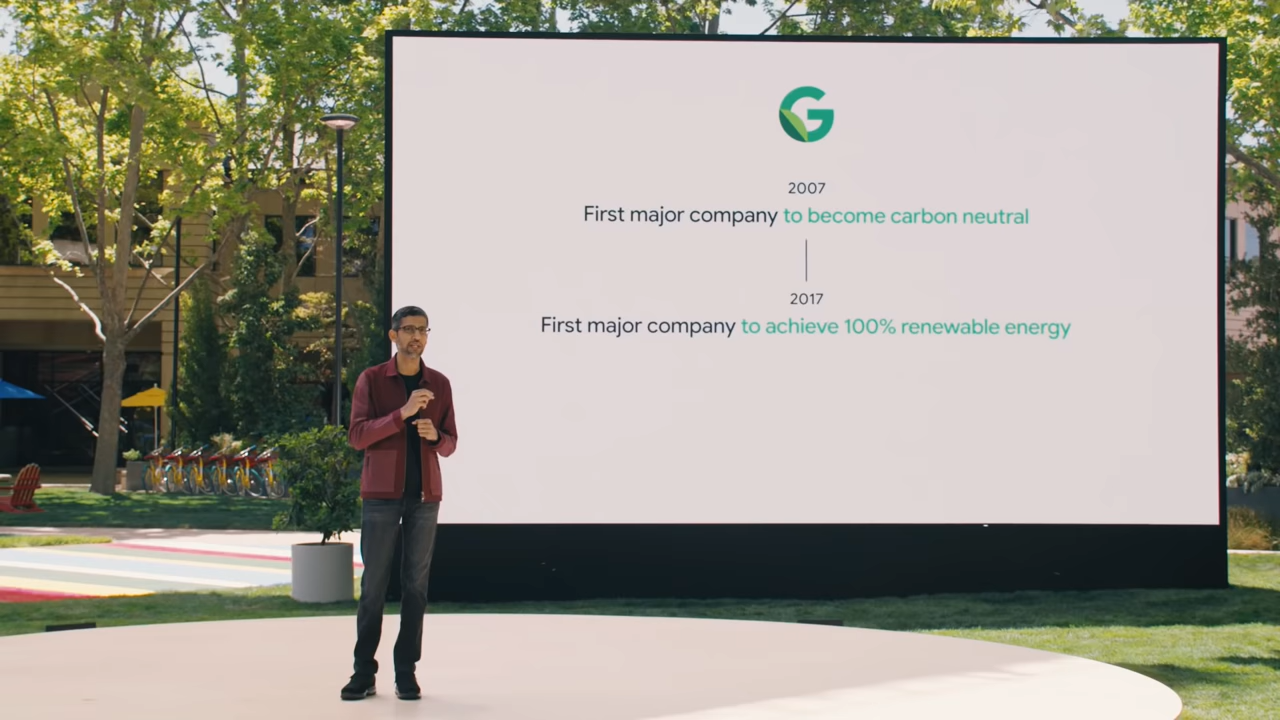 2007
First major company to become carbon neutral
2017
First major company to achieve 100% renewable energy